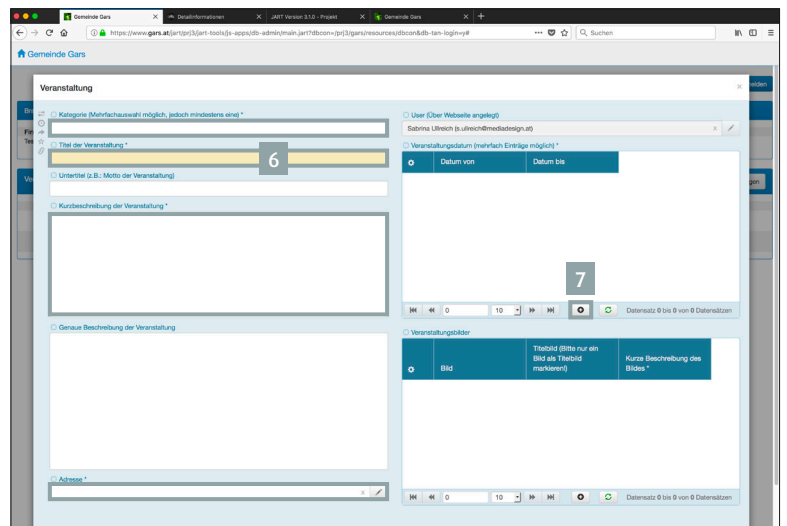 Gemeinde Gars X Detailinformationen X JART Version 3.1.0 - Projekt X Gemeinde Gars X +
https://www.gars.at/jart/prj3/jart-tools/js-apps/db-admin/main.jart?dbcon=/prj3/gars/resources/dbcon&db-tan-login=y# Suchen
Gemeinde Gars
Veranstaltung ×
elden
Kategorie (Mehrfachauswahl möglich, jedoch mindestens eine) *
User (Über Webseite angelegt)
Sabrina Ullreich (s.ullreich@mediadesign.at) x
Titel der Veranstaltung *
6
Veranstaltungsdatum (mehrfach Einträge möglich) *
Datum von Datum bis
Untertitel (z.B.: Motto der Veranstaltung)
Ve
gen
Kurzbeschreibung der Veranstaltung *
7
0 10 Datensatz 0 bis 0 von 0 Datensätzen
Genaue Beschreibung der Veranstaltung
Veranstaltungsbilder
Bild
Titelbild (Bitte nur ein
Bild als Titelbild
markieren!)
Kurze Beschreibung des
Bildes *
Adresse *
x
0 10 Datensatz 0 bis 0 von 0 Datensätzen